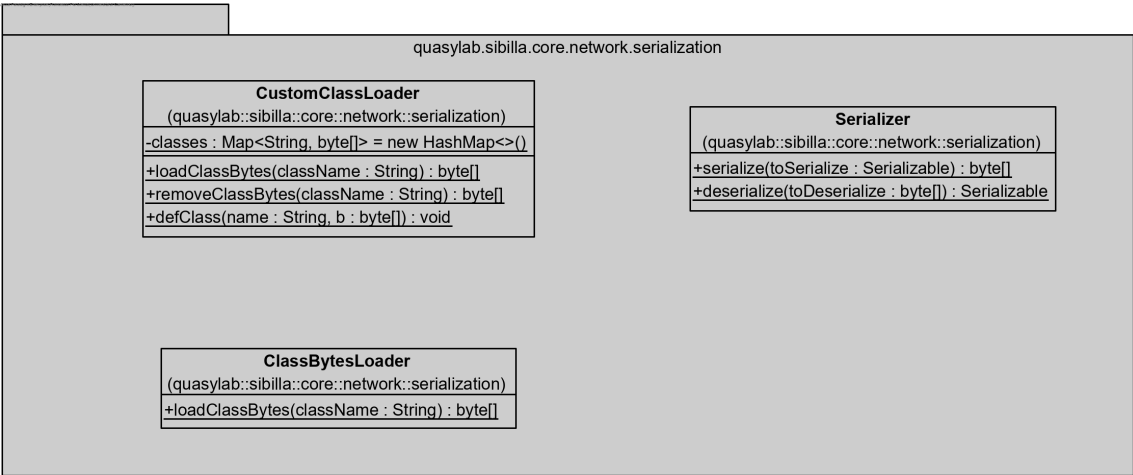 quasylab.sibilla.core.network.serialization
CustomClassLoader
(quasylab::sibilla::core::network::serialization)
-classes : Map<String, byte[]> = new HashMap<>()
+loadClassBytes(className : String) : byte[]
+removeClassBytes(className : String) : byte[]
+defClass(name : String, b : byte[]) : void
Serializer
(quasylab::sibilla::core::network::serialization)
+serialize(toSerialize : Serializable) : byte[]
+deserialize(toDeserialize : byte[]) : Serializable
ClassBytesLoader
(quasylab::sibilla::core::network::serialization)
+loadClassBytes(className : String) : byte[]